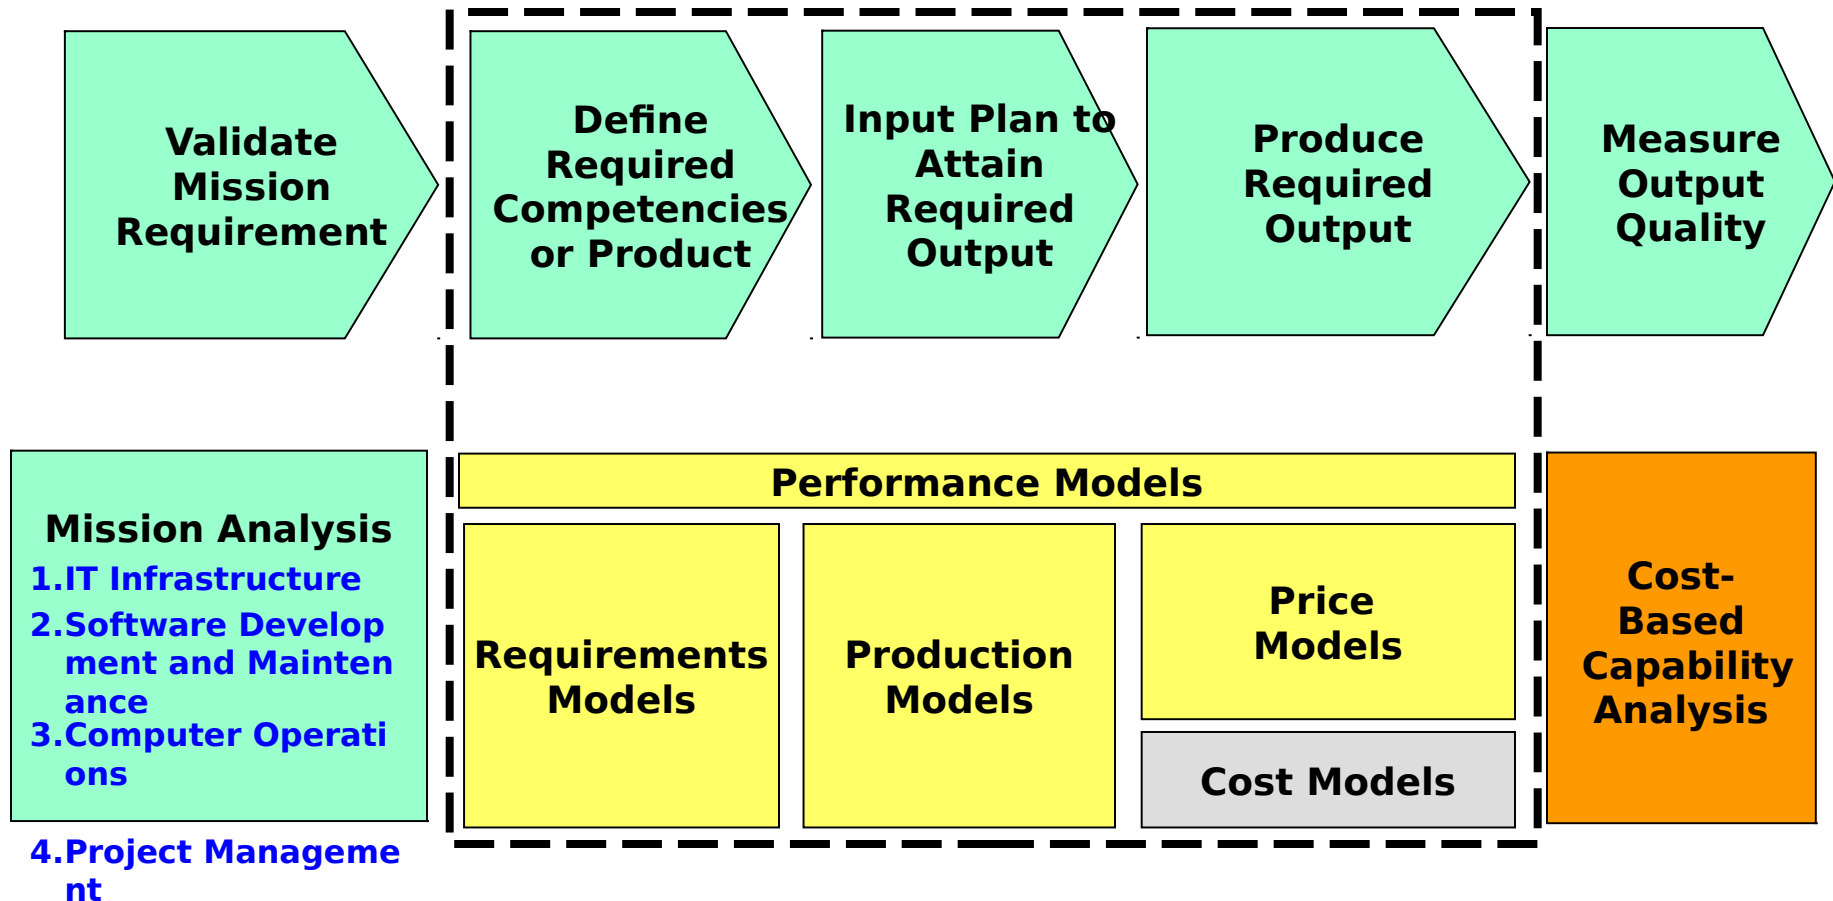 Validate
Mission
Requirement
Define
Required
Competencies
or Product
Input Plan to
Attain
Required
Output
Produce
Required
Output
Measure
Output
Quality
Mission Analysis
1.IT Infrastructure
2.Software Develop
ment and Mainten
ance
3.Computer Operati
ons
4.Project Manageme
nt
Performance Models
Requirements
Models
Production
Models
Price
Models
Cost Models
Cost-
Based
Capability
Analysis